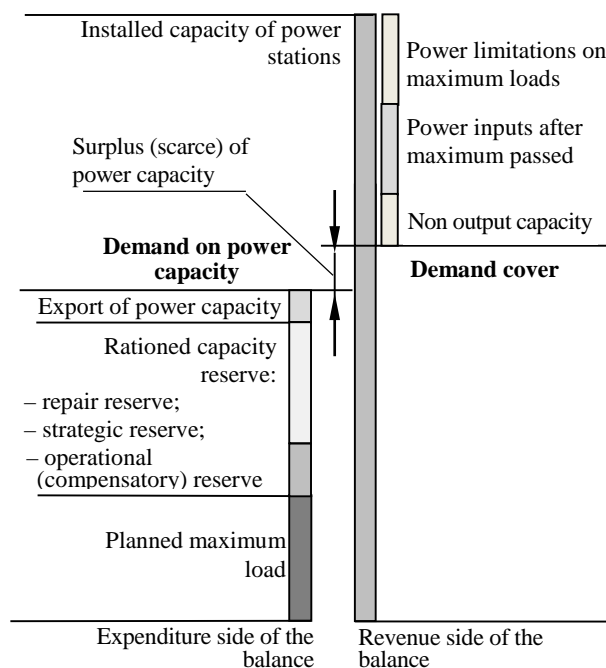 Installed capacity of power
stations
Power limitations on
maximum loads
Power inputs after
maximum passed
Surplus (scarce) of
power capacity
Non output capacity
Demand on power
capacity
Demand cover
Export of power capacity
Rationed capacity
reserve:
– repair reserve;
– strategic reserve;
– operational
(compensatory) reserve
Planned maximum
load
Expenditure side of the
balance
Revenue side of the
balance